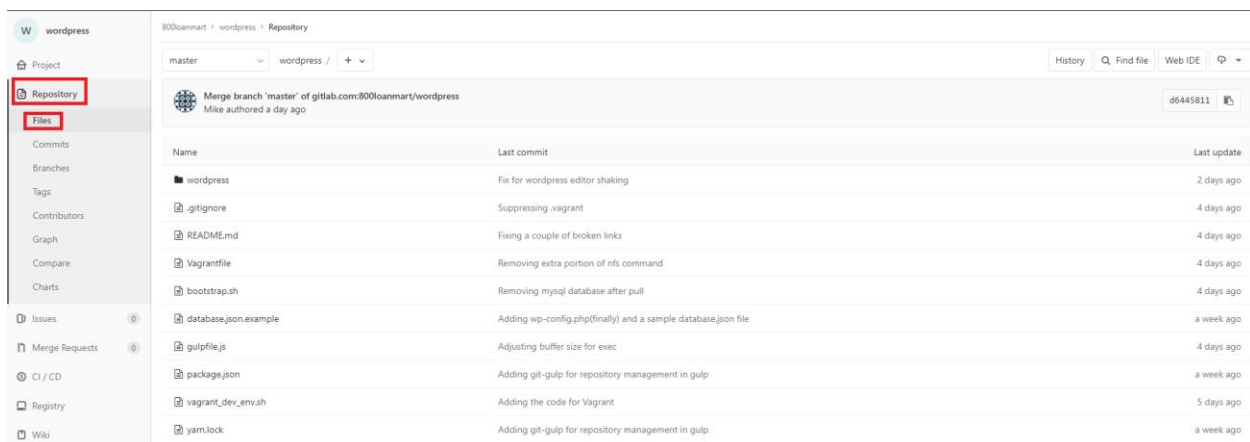 W wordpress
800loanmart > wordpress > Repository
Project
master wordpress / +
History Find file Web IDE
Repository
Merge branch 'master' of gitlab.com:800loanmart/wordpress
Mike authored a day ago
d6445811
Files
Commits
Branches
Tags
Contributors
Graph
Compare
Charts
Issues 0
Merge Requests 0
CI / CD
Registry
Wiki
Name Last commit Last update
wordpress Fix for wordpress editor shaking 2 days ago
.gitignore Suppressing .vagrant 4 days ago
README.md Fixing a couple of broken links 4 days ago
Vagrantfile Removing extra portion of nfs command 4 days ago
bootstrap.sh Removing mysql database after pull 4 days ago
database.json.example Adding wp-config.php(finally) and a sample database.json file a week ago
gulpfile.js Adjusting buffer size for exec 4 days ago
package.json Adding git-gulp for repository management in gulp a week ago
vagrant_dev_env.sh Adding the code for Vagrant 5 days ago
yarn.lock Adding git-gulp for repository management in gulp a week ago